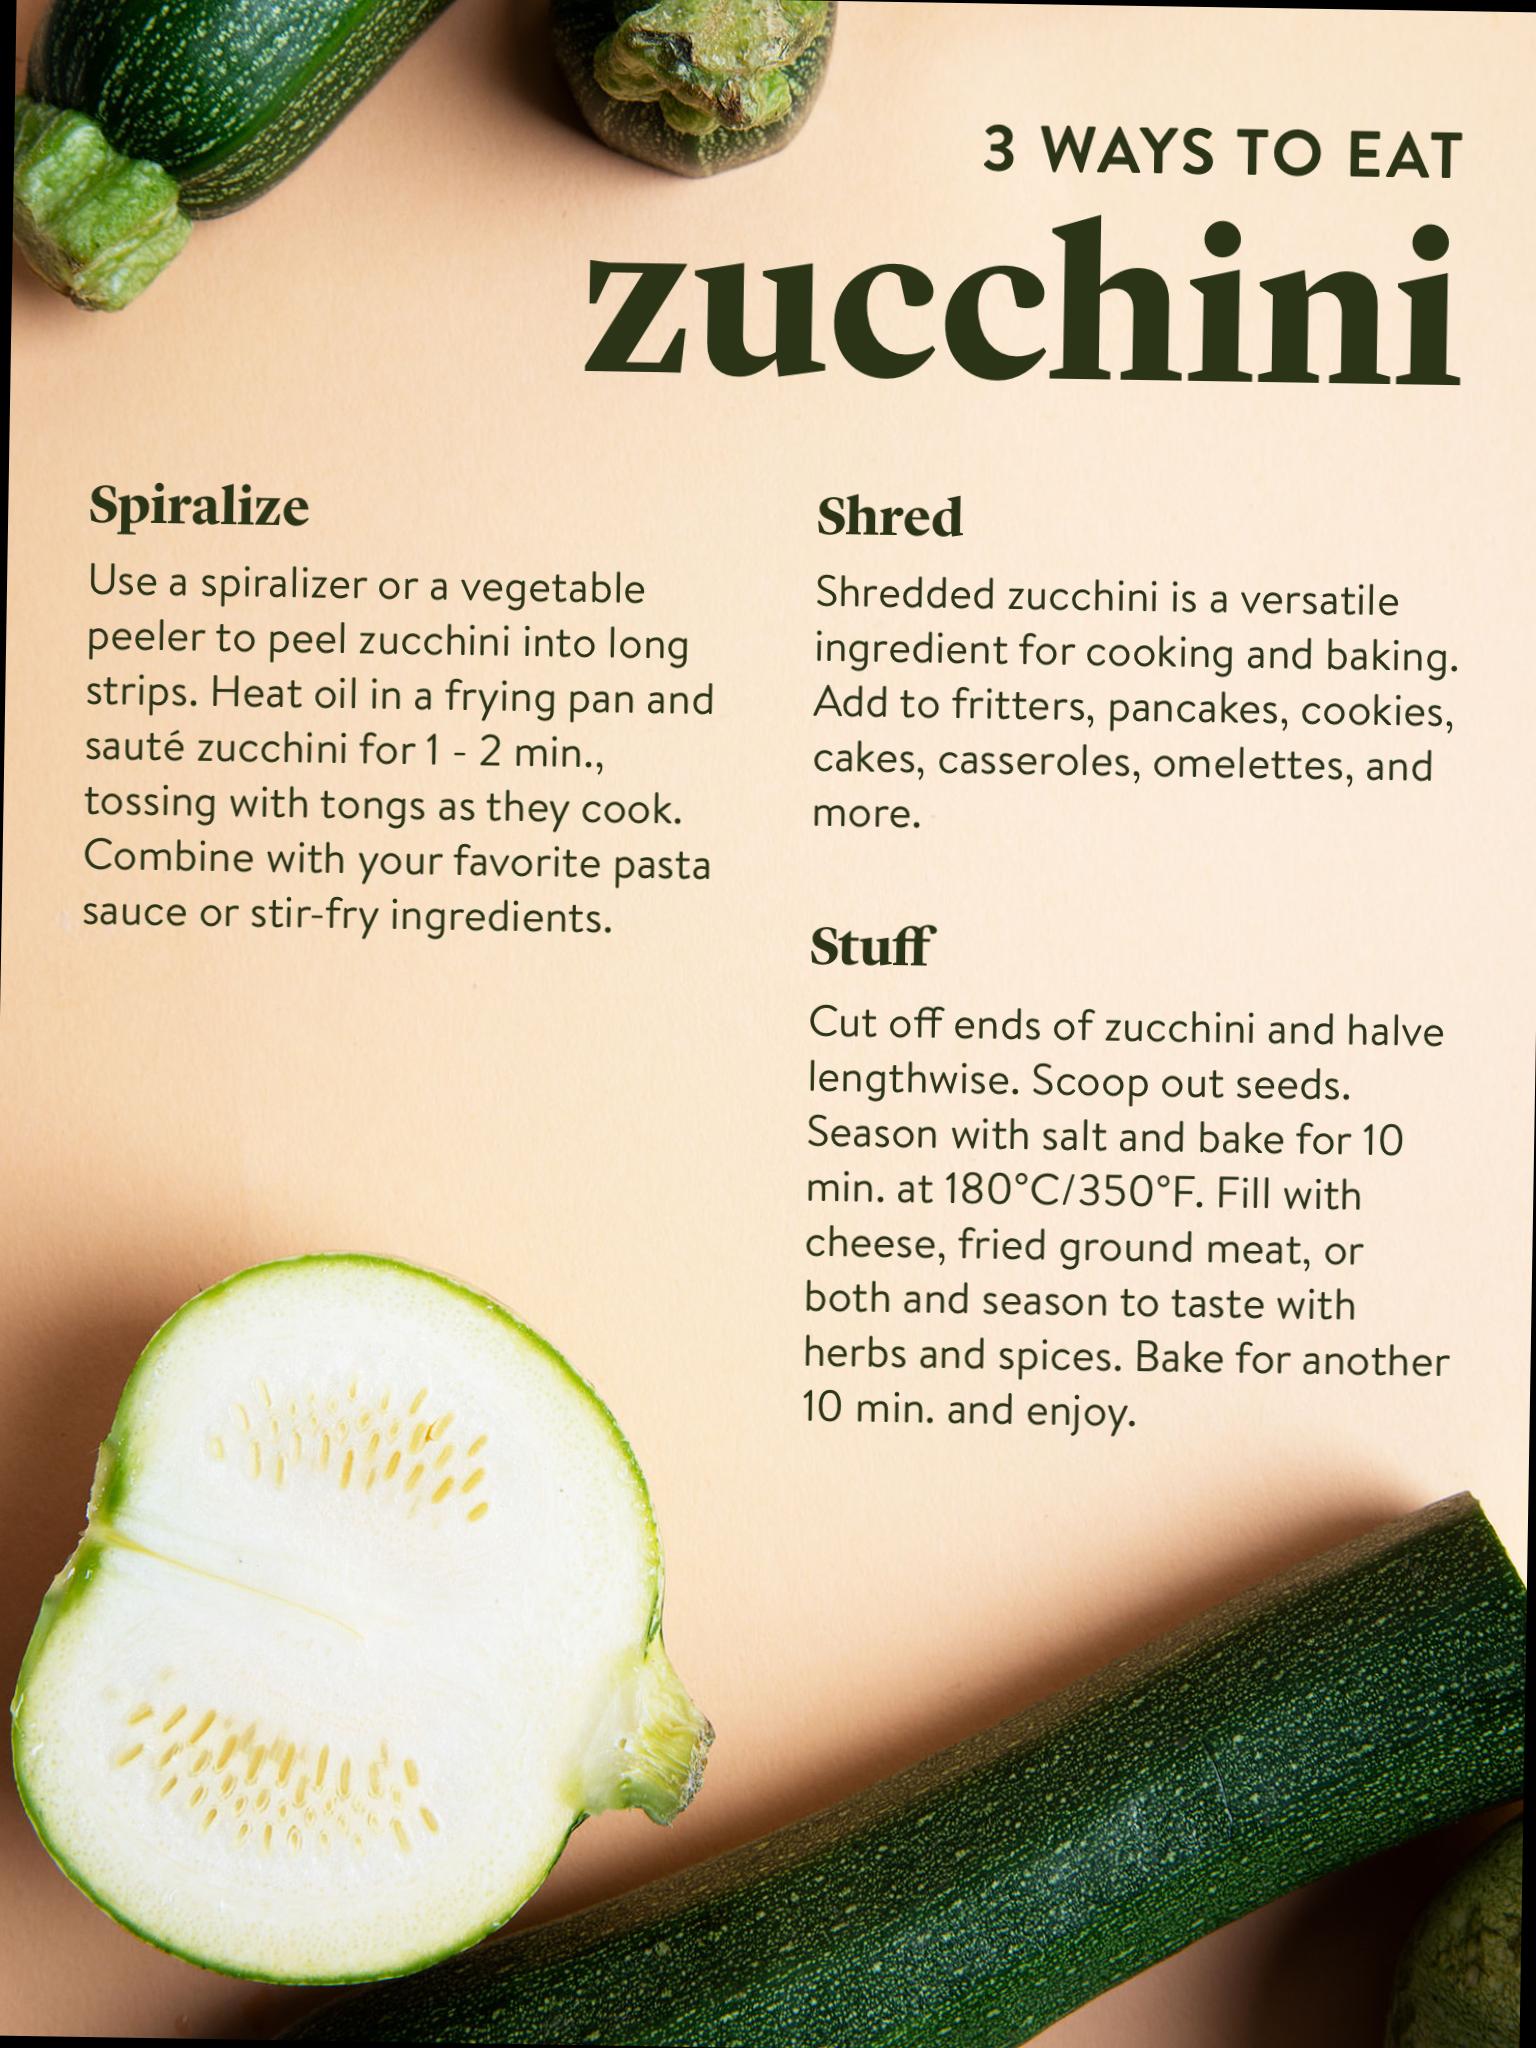 3 WAYS TO EAT
zucchini
Spiralize
Use a spiralizer or a vegetable
peeler to peel zucchini into long
strips. Heat oil in a frying pan and
sauté zucchini for 1 - 2 min.,
tossing with tongs as they cook.
Combine with your favorite pasta
sauce or stir-fry ingredients.
Shred
Shredded zucchini is a versatile
ingredient for cooking and baking.
Add to fritters, pancakes, cookies,
cakes, casseroles, omelettes, and
more.
Stuff
Cut off ends of zucchini and halve
lengthwise. Scoop out seeds.
Season with salt and bake for 10
min. at 180°C/350°F. Fill with
cheese, fried ground meat, or
both and season to taste with
herbs and spices. Bake for another
10 min. and enjoy.